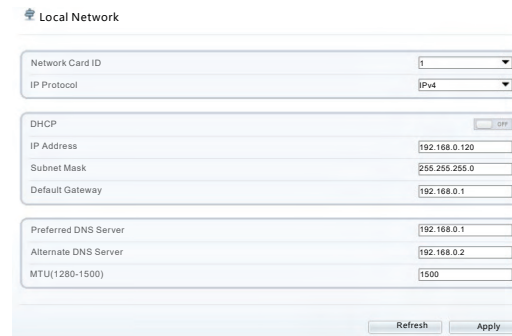 Local Network
Network Card ID 1
IP Protocol IPv4
DHCP OFF
IP Address 192.168.0.120
Subnet Mask 255.255.255.0
Default Gateway 192.168.0.1
Preferred DNS Server 192.168.0.1
Alternate DNS Server 192.168.0.2
MTU(1280-1500) 1500
Refresh Apply